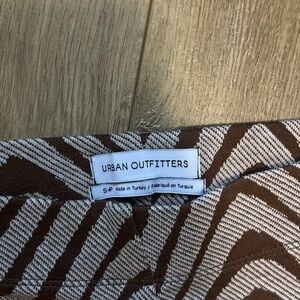 URBAN OUTFITTERS
S-P Made in Turkey / Fabriqué en Turquie